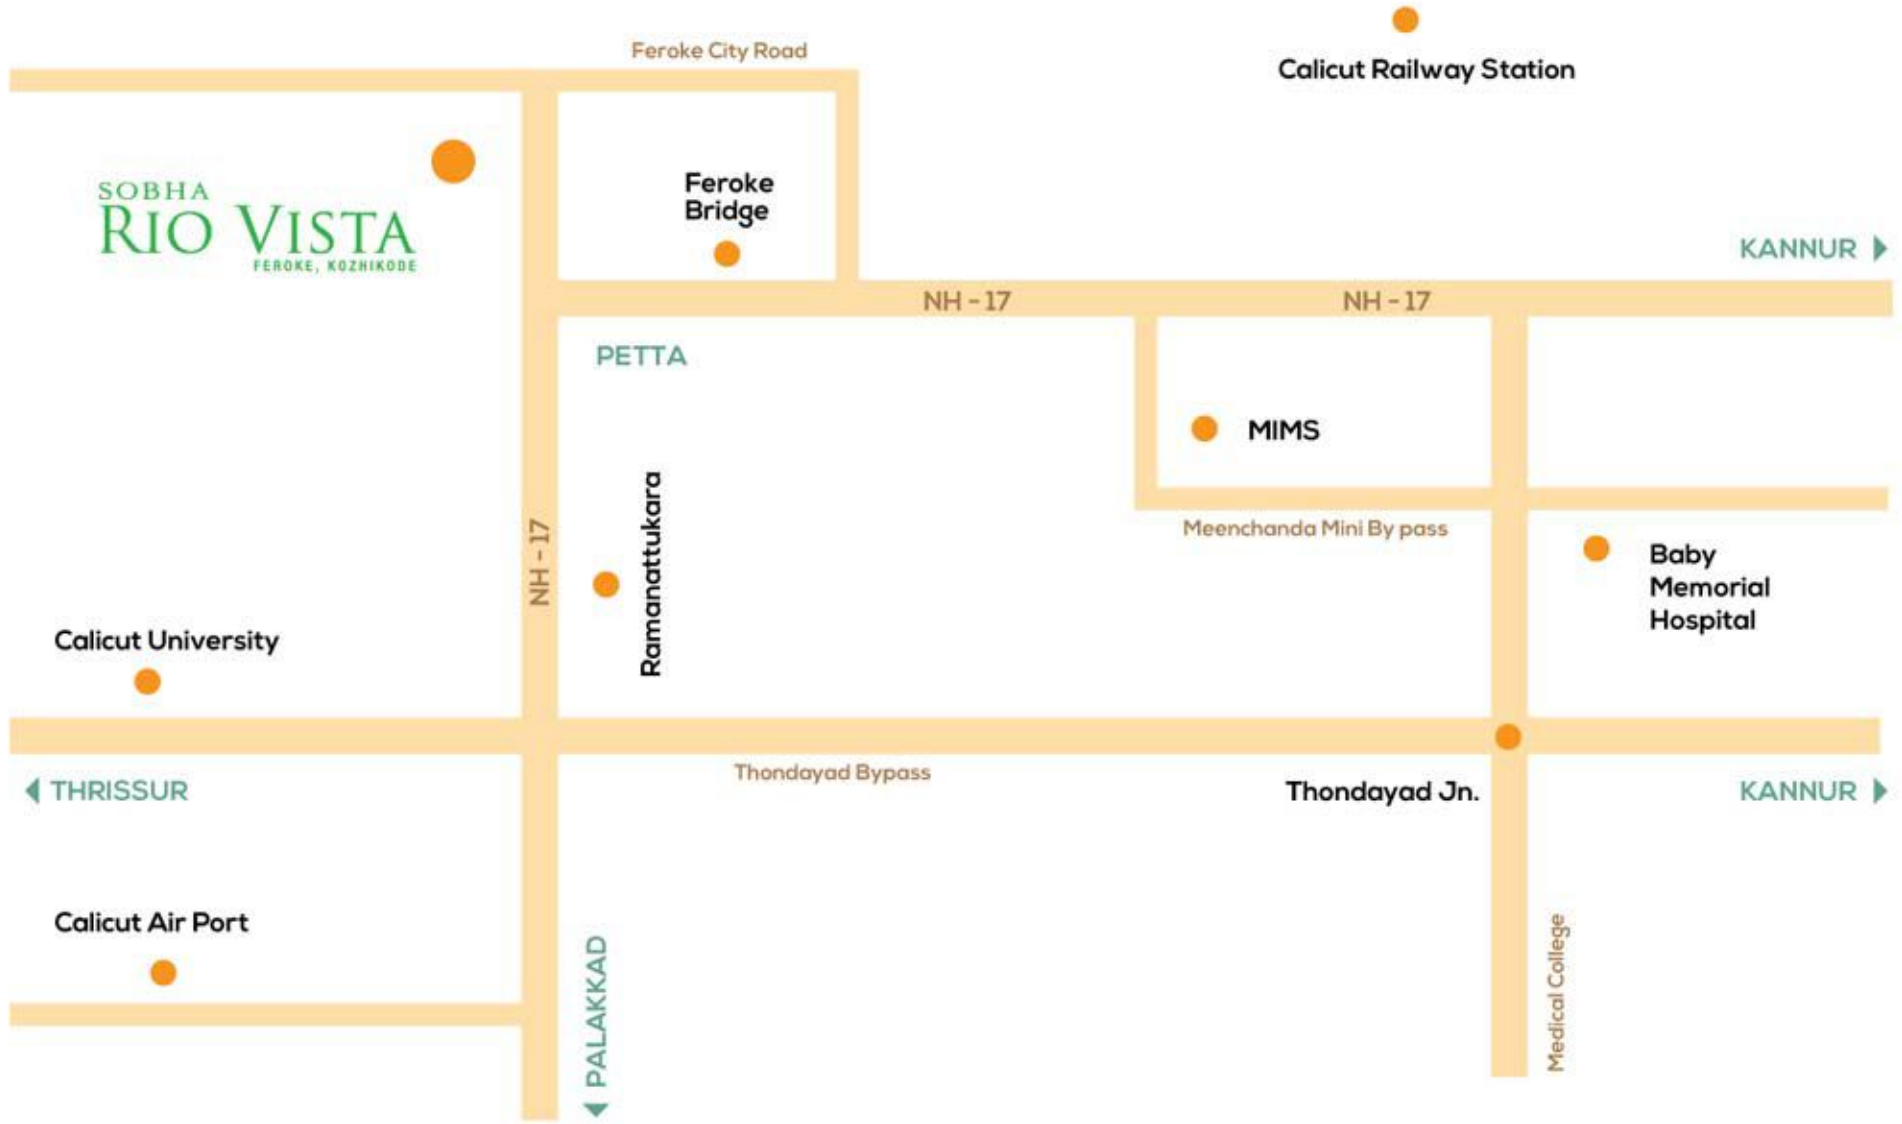 Feroke City Road
Calicut Railway Station
SOBHA
RIO VISTA
FEROKE, KOZHIKODE
Feroke
Bridge
KANNUR
NH - 17
NH - 17
PETTA
MIMS
NH - 17
Ramanattukara
Meenchanda Mini By pass
Baby
Memorial
Hospital
Calicut University
THRISSUR
Thondayad Bypass
Thondayad Jn.
KANNUR
Calicut Air Port
PALAKKAD
Medical College